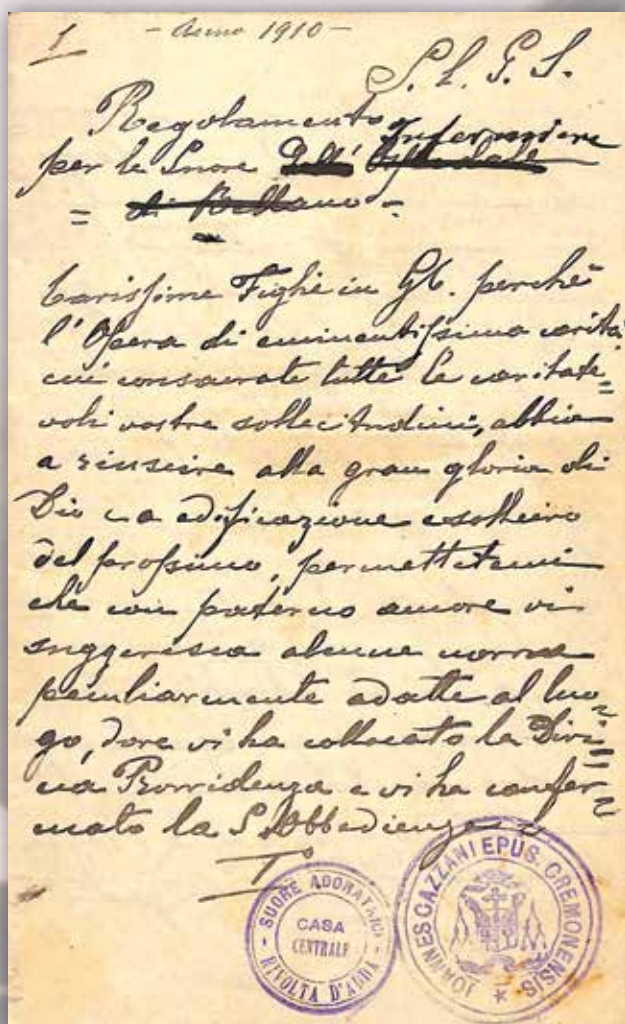 1
- Anno 1910 -
S. L. G. S.
Regolamento
Infermiere
per le Suore Dell' Ospedale
= di Bellano =
Carissime Figlie in G.C. perchè
l'Opera di eminentissima carità,
cui consacrate tutte le caritate=
voli vostre sollecitudini, abbia
a riuscire alla gran gloria di
Dio e a edificazione e sollievo
del prossimo, permettetemi
che con paterno amore vi
suggerisca alcune norme
peculiarmente adatte al luo=
go, dove vi ha collocato la Divi=
na Provvidenza e vi ha confer=
mato la S. Obbedienza
I°
SUORE ADORATRICI
CASA
CENTRALE
- RIVOLTA D'ADDA -
JOHANNES CAZZANI EPUS. CREMONENSIS